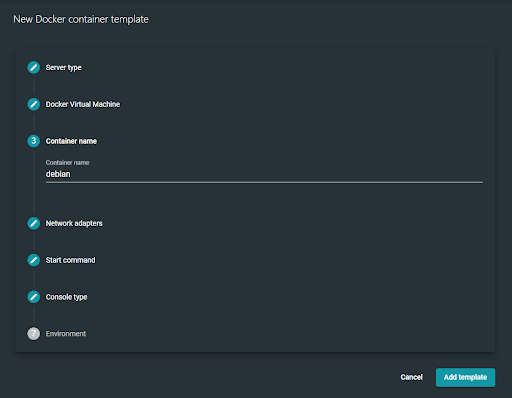 New Docker container template
Server type
Docker Virtual Machine
3 Container name
Container name
debian
Network adapters
Start command
Console type
7 Environment
Cancel Add template